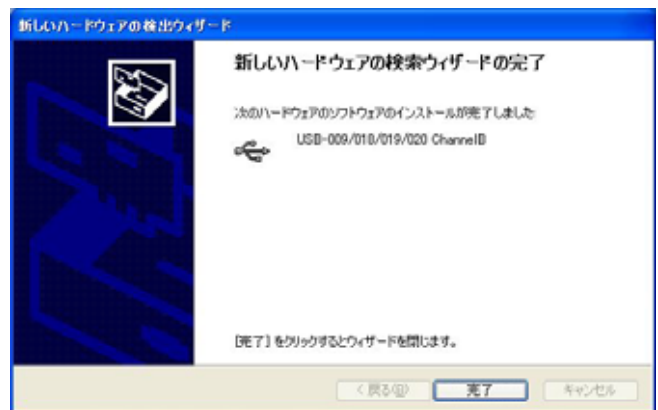 新しいハードウェアの検出ウィザード
新しいハードウェアの検索ウィザードの完了
次のハードウェアのソフトウェアのインストールが完了しました
USB-009/010/019/020 ChannelB
[完了] をクリックするとウィザードを閉じます。
< 戻る(B) 完了 キャンセル